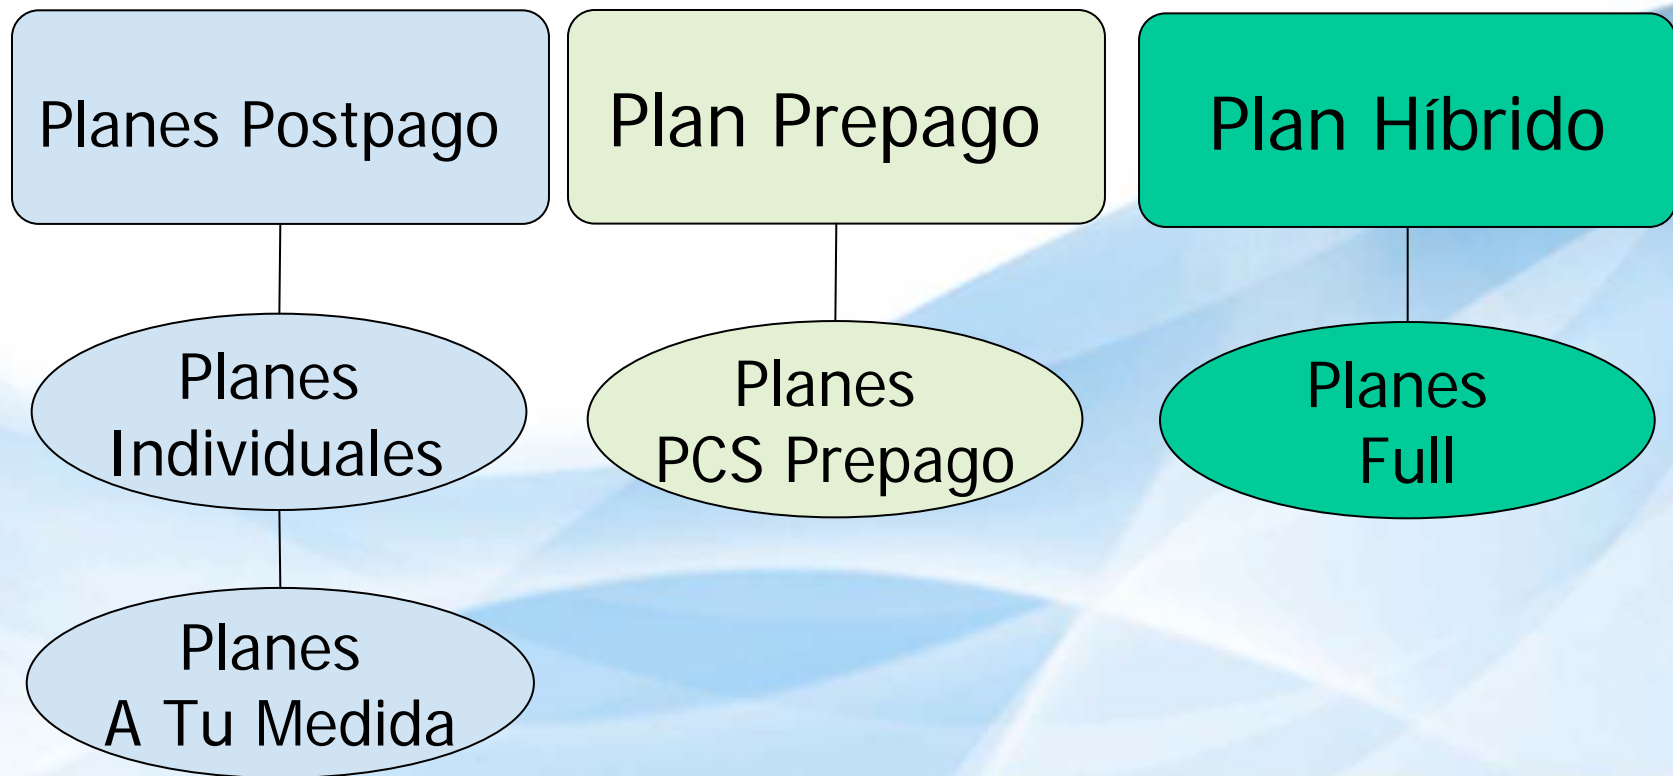 Planes Postpago
Plan Prepago
Plan Híbrido
Planes
Individuales
Planes
PCS Prepago
Planes
Full
Planes
A Tu Medida